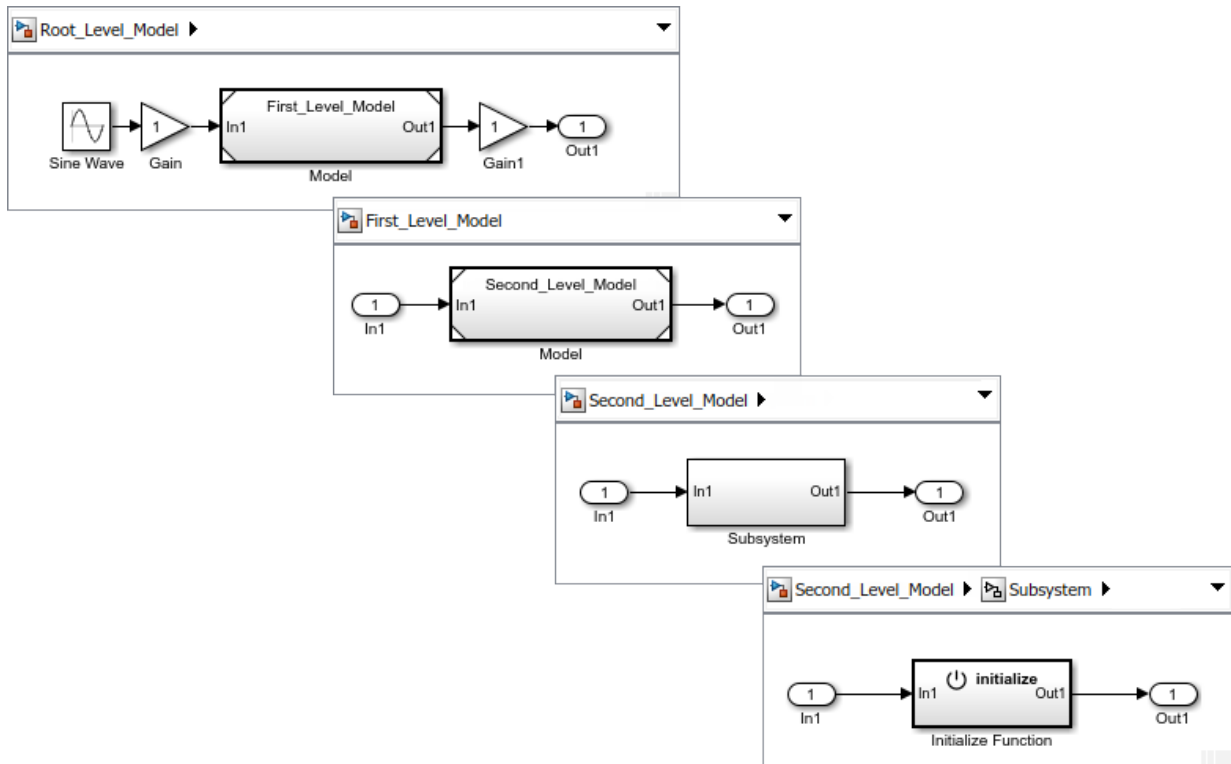 Root_Level_Model
First_Level_Model
1 In1 Out1 1 1
Sine Wave Gain Gain1 Out1
Model
First_Level_Model
Second_Level_Model
1 In1 Out1 1
In1 Out1
Model
Second_Level_Model
1 In1 Out1 1
In1 Out1
Subsystem
Second_Level_Model Subsystem
initialize
1 In1 Out1 1
In1 Out1
Initialize Function